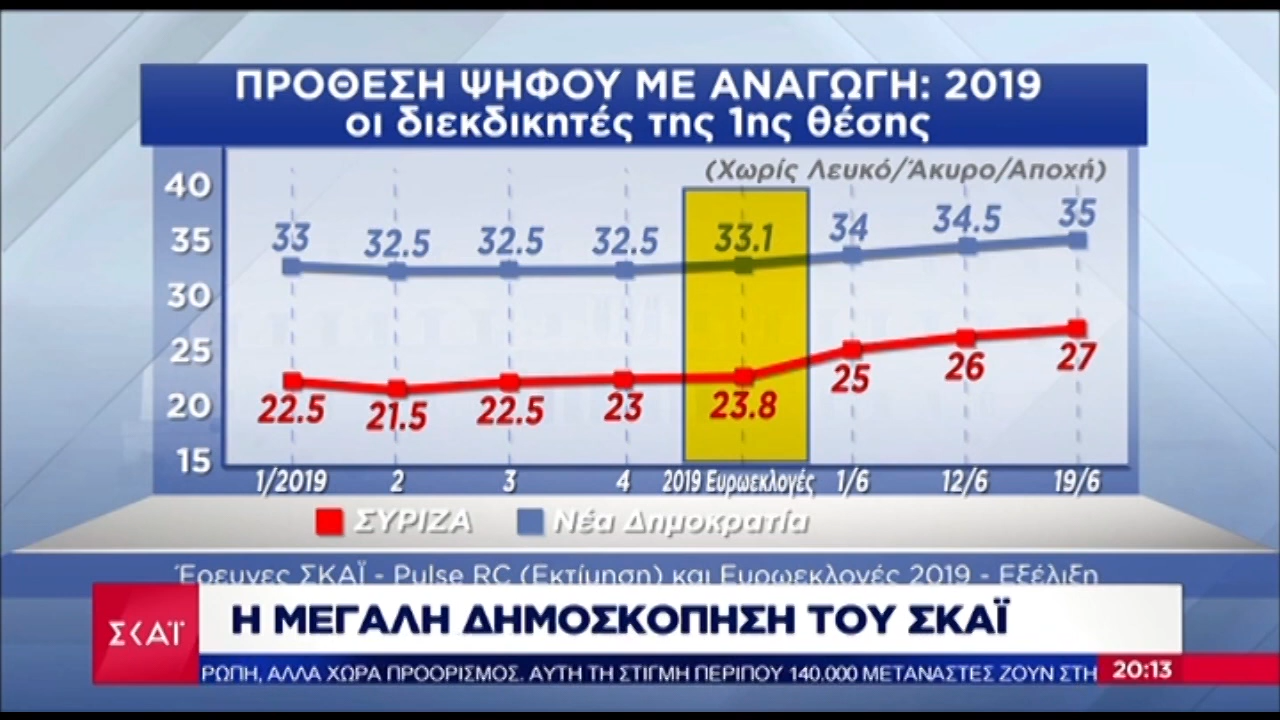 ΠΡΟΘΕΣΗ ΨΗΦΟΥ ΜΕ ΑΝΑΓΩΓΗ: 2019
οι διεκδικητές της 1ης θέσης
(Χωρίς Λευκό/Άκυρο/Αποχή)
40
35
30
25
20
15
33 32.5 32.5 32.5 33.1 34 34.5 35
22.5 21.5 22.5 23 23.8 25 26 27
1/2019 2 3 4 2019 Ευρωεκλογές 1/6 12/6 19/6
ΣΥΡΙΖΑ Νέα Δημοκρατία
Έρευνες ΣΚΑΪ - Pulse RC (Εκτίμηση) και Ευρωεκλογές 2019 - Εξέλιξη
ΣΚΑΪ Η ΜΕΓΑΛΗ ΔΗΜΟΣΚΟΠΗΣΗ ΤΟΥ ΣΚΑΪ
ΡΩΠΗ, ΑΛΛΑ ΧΩΡΑ ΠΡΟΟΡΙΣΜΟΣ. ΑΥΤΗ ΤΗ ΣΤΙΓΜΗ ΠΕΡΙΠΟΥ 140.000 ΜΕΤΑΝΑΣΤΕΣ ΖΟΥΝ ΣΤΗ 20:13